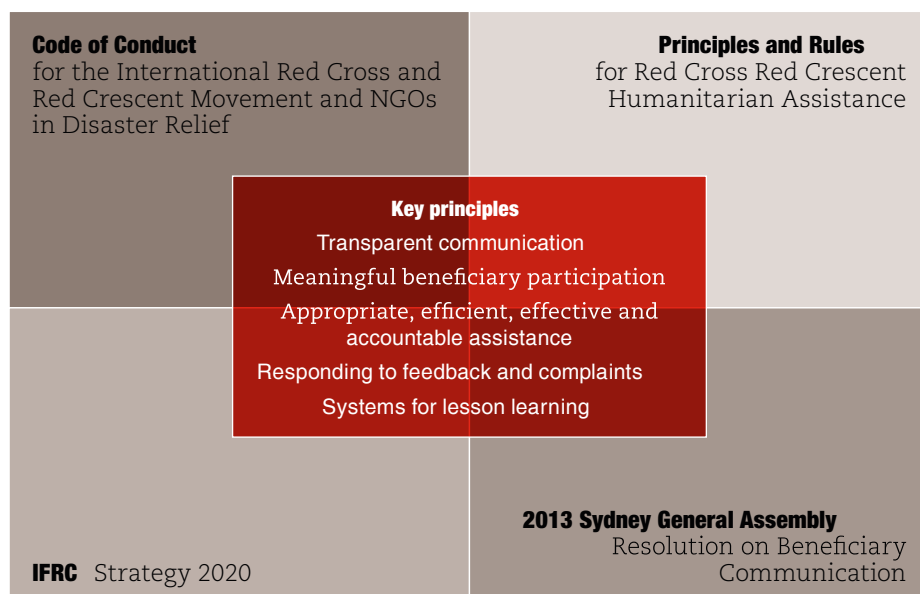 Code of Conduct
for the International Red Cross and
Red Crescent Movement and NGOs
in Disaster Relief
Principles and Rules
for Red Cross Red Crescent
Humanitarian Assistance
Key principles
Transparent communication
Meaningful beneficiary participation
Appropriate, efficient, effective and
accountable assistance
Responding to feedback and complaints
Systems for lesson learning
IFRC Strategy 2020
2013 Sydney General Assembly
Resolution on Beneficiary
Communication